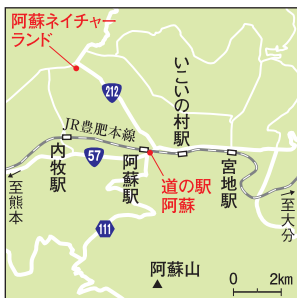 阿蘇ネイチャー
ランド
212
いこいの村駅
JR豊肥本線
57
内牧駅
阿蘇駅
宮地駅
道の駅
阿蘇
至熊本
至大分
111
阿蘇山
0 2km